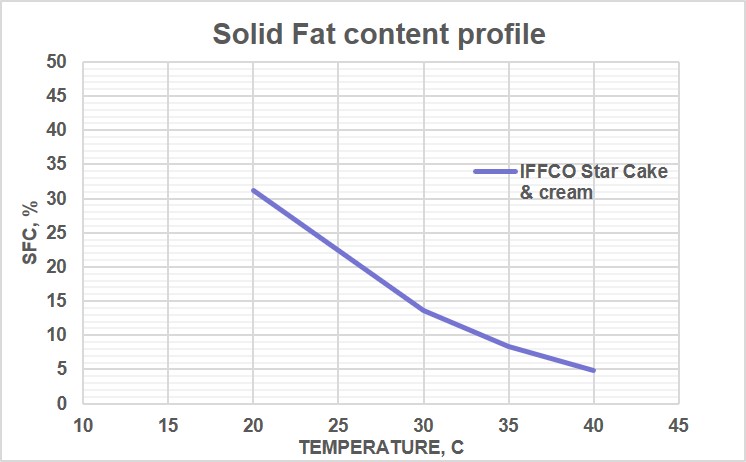 Solid Fat content profile
50
45
40
35
30
25
20
15
10
5
0
SFC, %
IFFCO Star Cake
& cream
10 15 20 25 30 35 40 45
TEMPERATURE, C